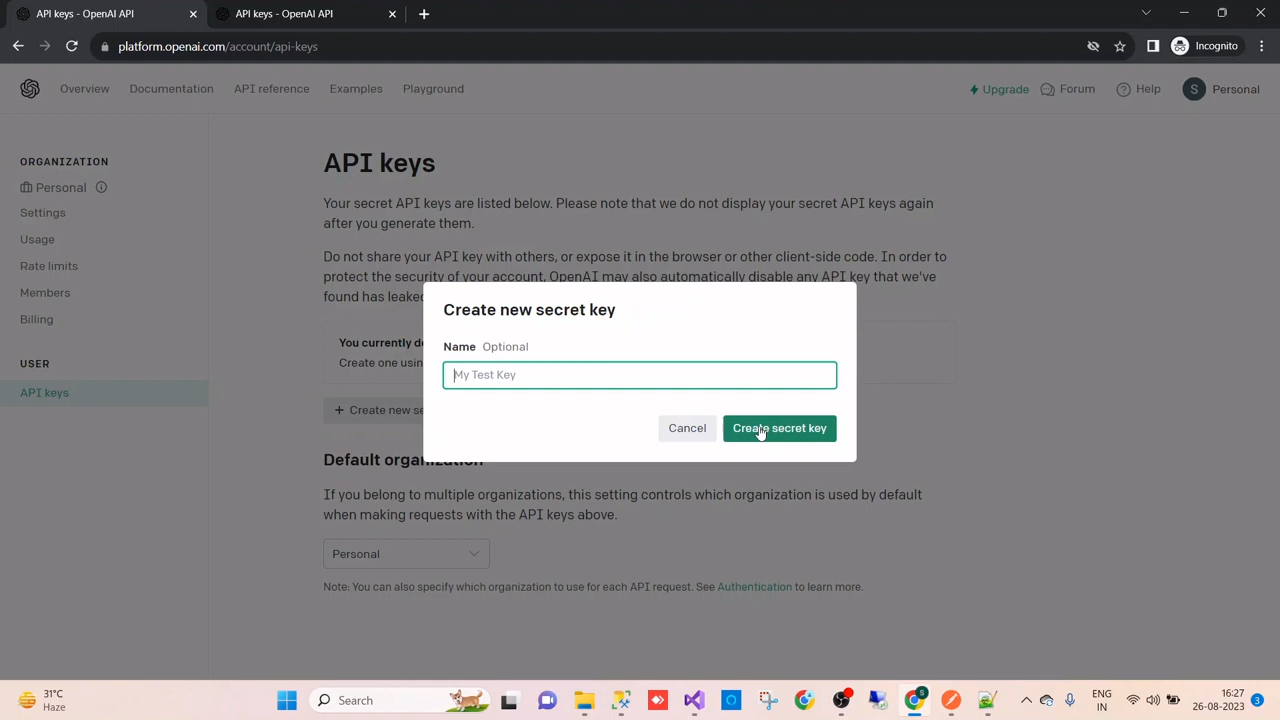 API keys - OpenAI API
API keys - OpenAI API
platform.openai.com/account/api-keys
Incognito
Overview
Documentation
API reference
Examples
Playground
Upgrade
Forum
Help
S
Personal
ORGANIZATION
Personal
Settings
Usage
Rate limits
Members
Billing
USER
API keys
API keys
Your secret API keys are listed below. Please note that we do not display your secret API keys again
after you generate them.
Do not share your API key with others, or expose it in the browser or other client-side code. In order to
protect the security of your account, OpenAI may also automatically disable any API key that we've
found has leaked
You currently d
Create one usin
+ Create new se
Create new secret key
Name Optional
My Test Key
Cancel
Create secret key
Default organization
If you belong to multiple organizations, this setting controls which organization is used by default
when making requests with the API keys above.
Personal
Note: You can also specify which organization to use for each API request. See Authentication to learn more.
31°C
Haze
Search
S
ENG
IN
16:27
26-08-2023
3